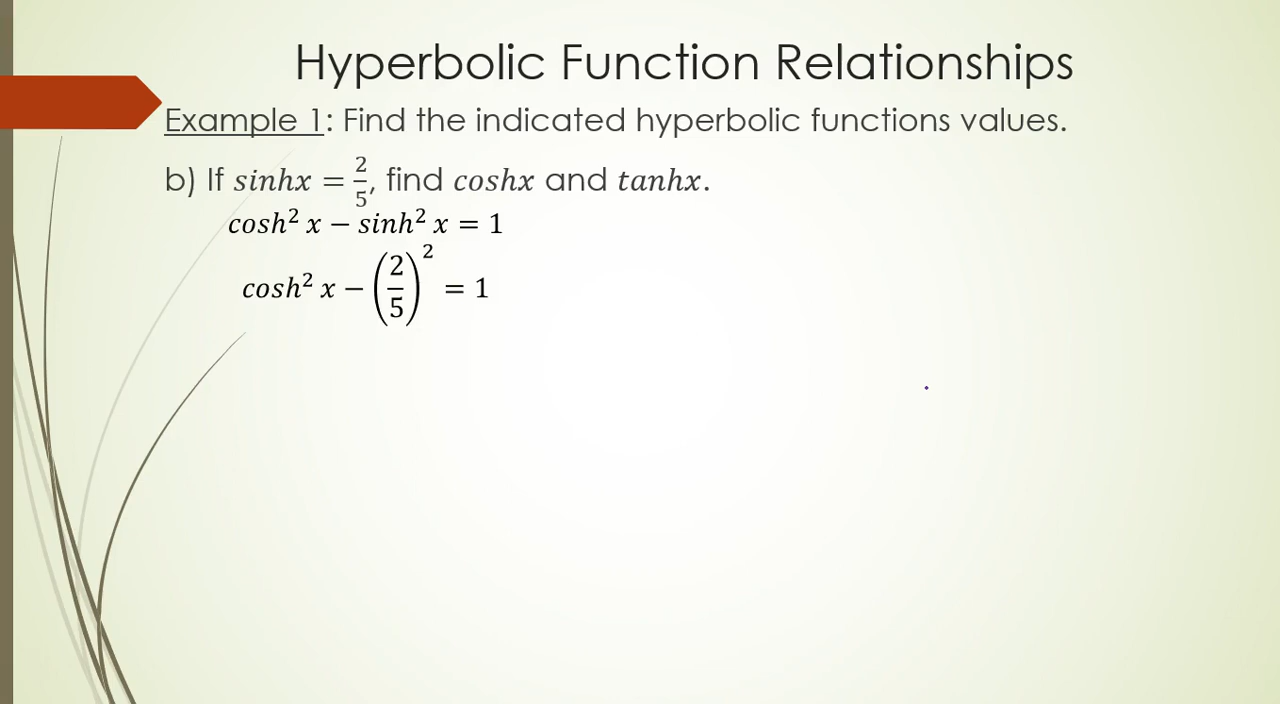 Hyperbolic Function Relationships
Example 1: Find the indicated hyperbolic functions values.
b) If sinhx = 2/5, find coshx and tanhx.
cosh² x − sinh² x = 1
cosh² x − (2/5)² = 1